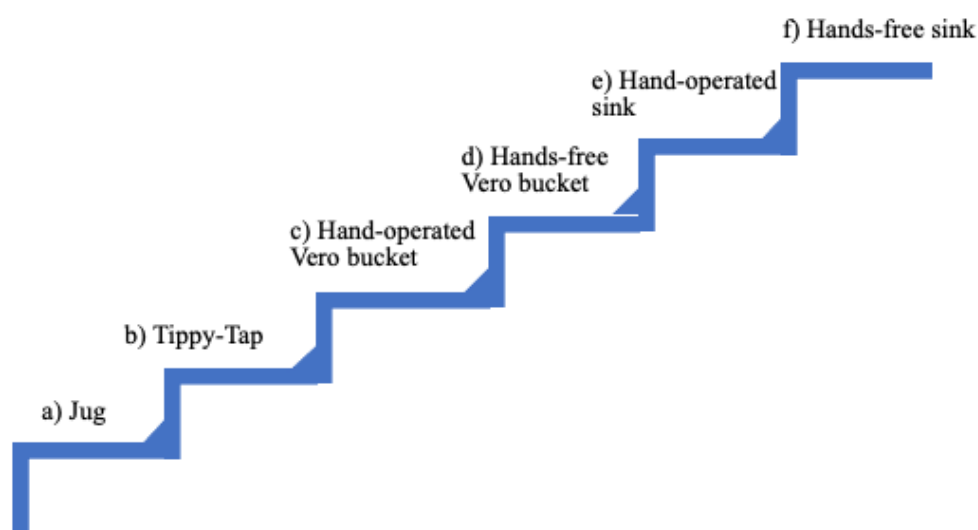 f) Hands-free sink
e) Hand-operated
sink
d) Hands-free
Vero bucket
c) Hand-operated
Vero bucket
b) Tippy-Tap
a) Jug